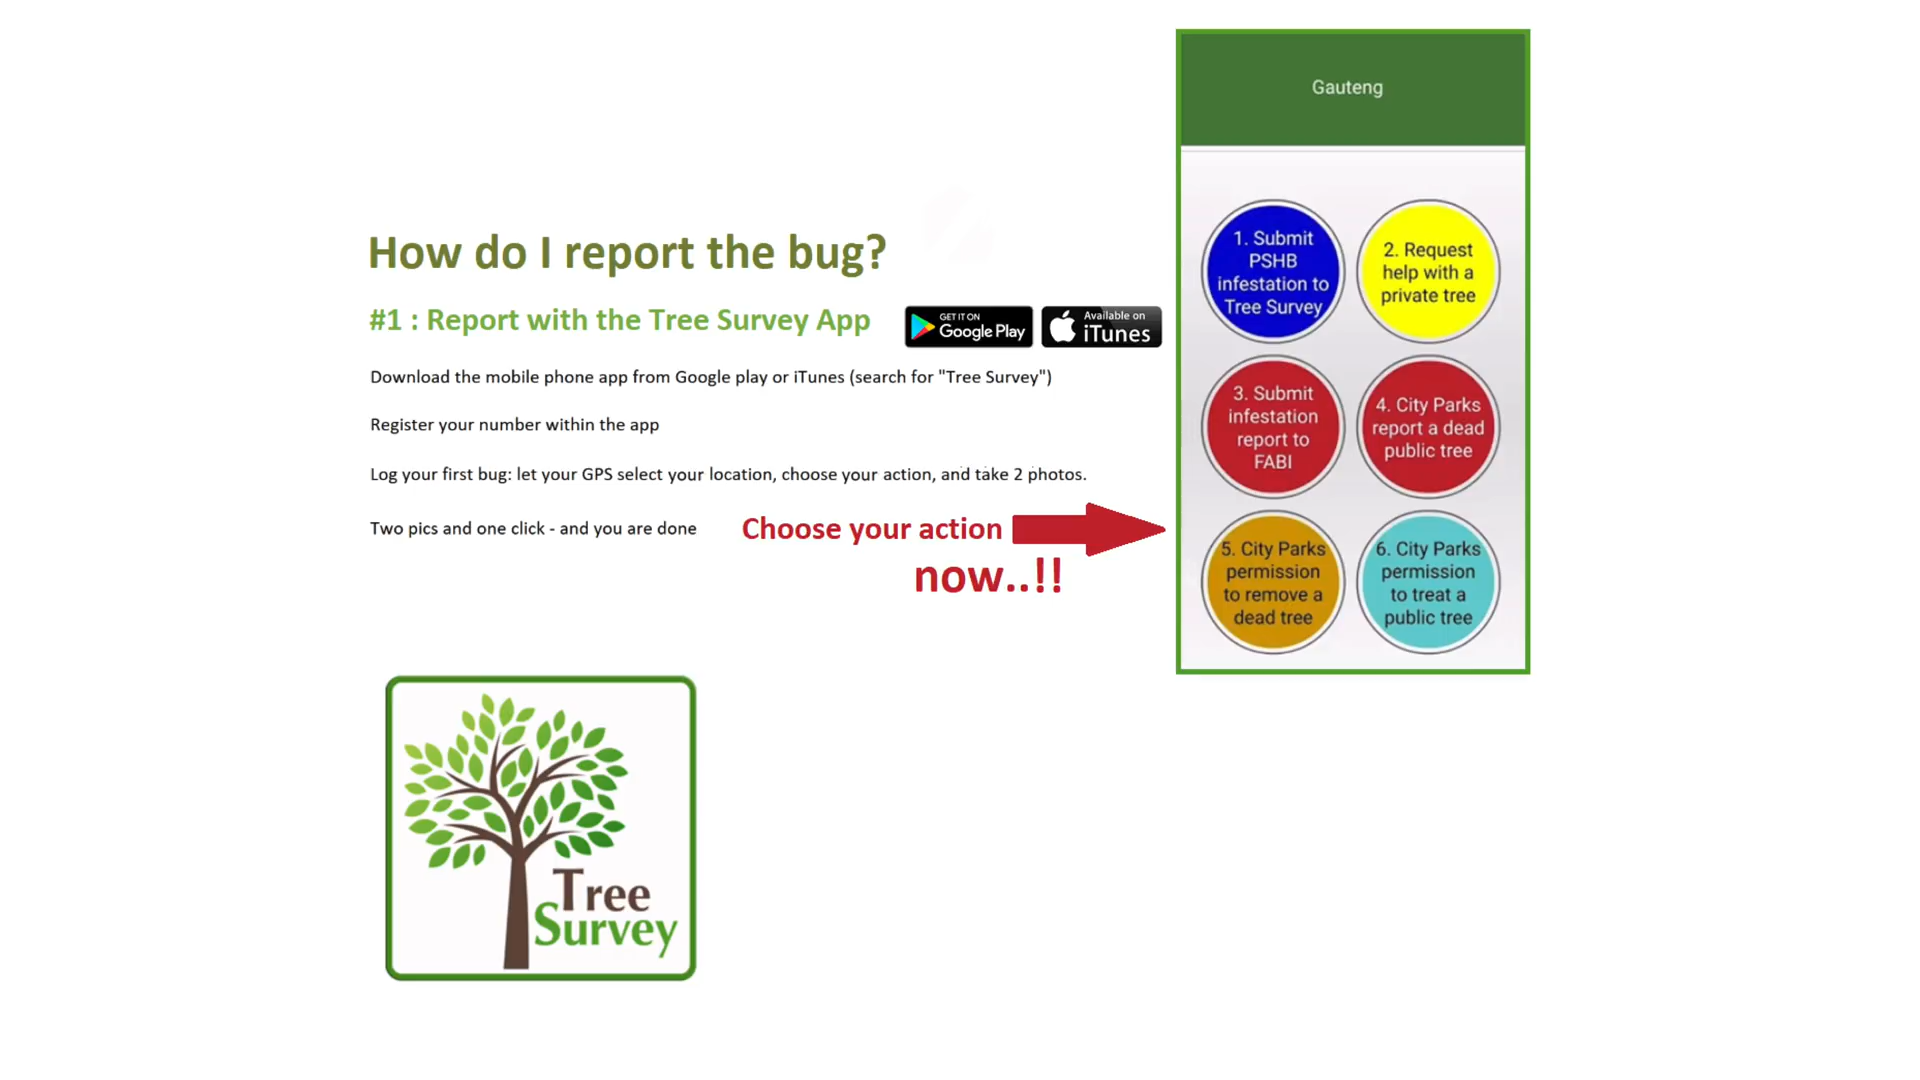 How do I report the bug?
#1 : Report with the Tree Survey App
GET IT ON
Google Play
Available on
iTunes
Download the mobile phone app from Google play or iTunes (search for "Tree Survey")
Register your number within the app
Log your first bug: let your GPS select your location, choose your action, and take 2 photos.
Two pics and one click - and you are done
Choose your action
now..!!
Gauteng
1. Submit
PSHB
infestation to
Tree Survey
2. Request
help with a
private tree
3. Submit
infestation
report to
FABI
4. City Parks
report a dead
public tree
5. City Parks
permission
to remove a
dead tree
6. City Parks
permission
to treat a
public tree
Tree
Survey